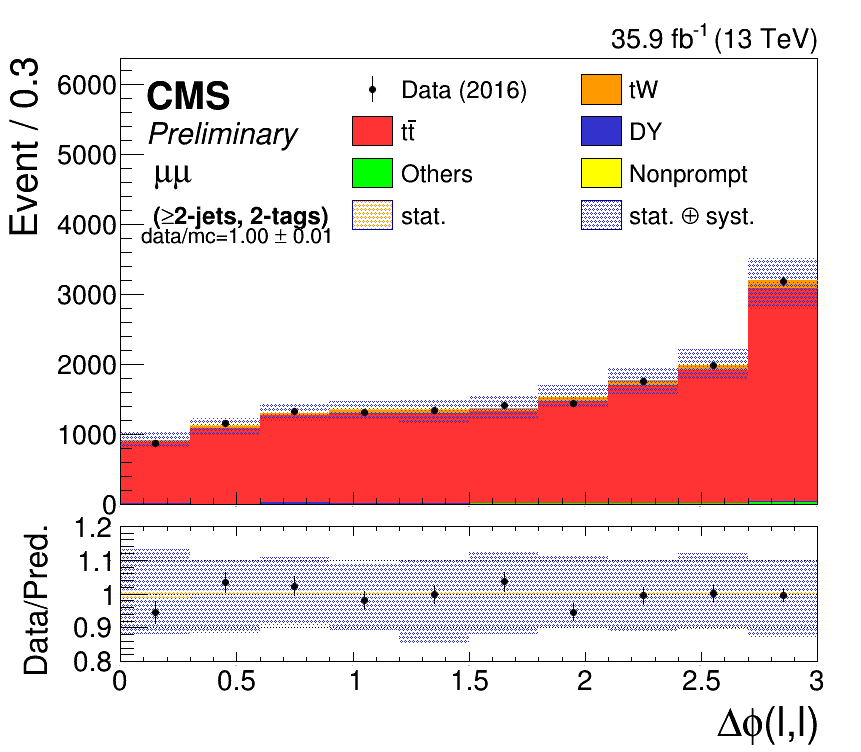 35.9 fb⁻¹ (13 TeV)
CMS
Preliminary
μμ
(≥2-jets, 2-tags)
data/mc=1.00 ± 0.01
Data (2016)
tW
tt̄
DY
Others
Nonprompt
stat.
stat. ⊕ syst.
Event / 0.3
6000
5000
4000
3000
2000
1000
0
Data/Pred.
1.2
1.1
1
0.9
0.8
0 0.5 1 1.5 2 2.5 3
Δϕ(l,l)